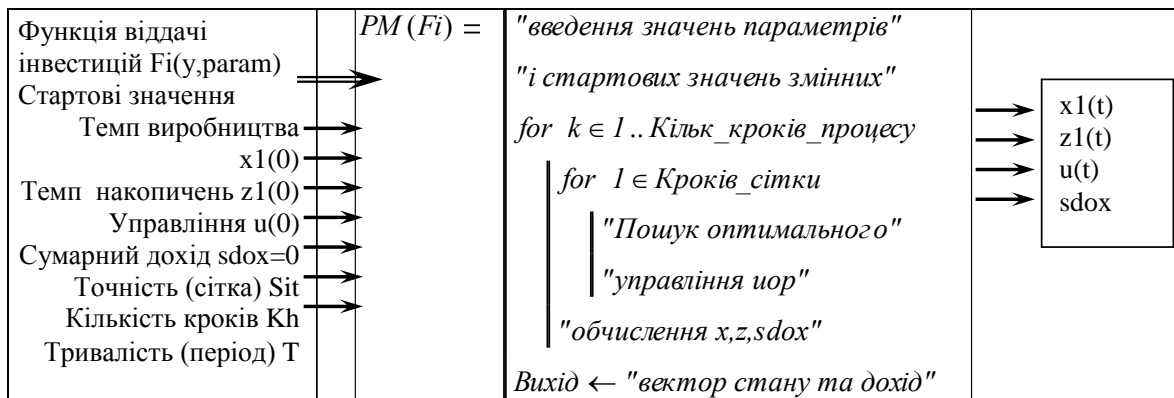 Функція віддачі
інвестицій Fi(y,param)
Стартові значення
Темп виробництва
x1(0)
Темп накопичень z1(0)
Управління u(0)
Сумарний дохід sdox=0
Точність (сітка) Sit
Кількість кроків Kh
Тривалість (період) T
PM (Fi) =
"введення значень параметрів"
"і стартових значень змінних"
for k ∈ 1 .. Кільк_кроків_процесу
for l ∈ Кроків_сітки
"Пошук оптимального"
"управління uop"
"обчислення x,z,sdox"
Вихід ← "вектор стану та дохід"
x1(t)
z1(t)
u(t)
sdox